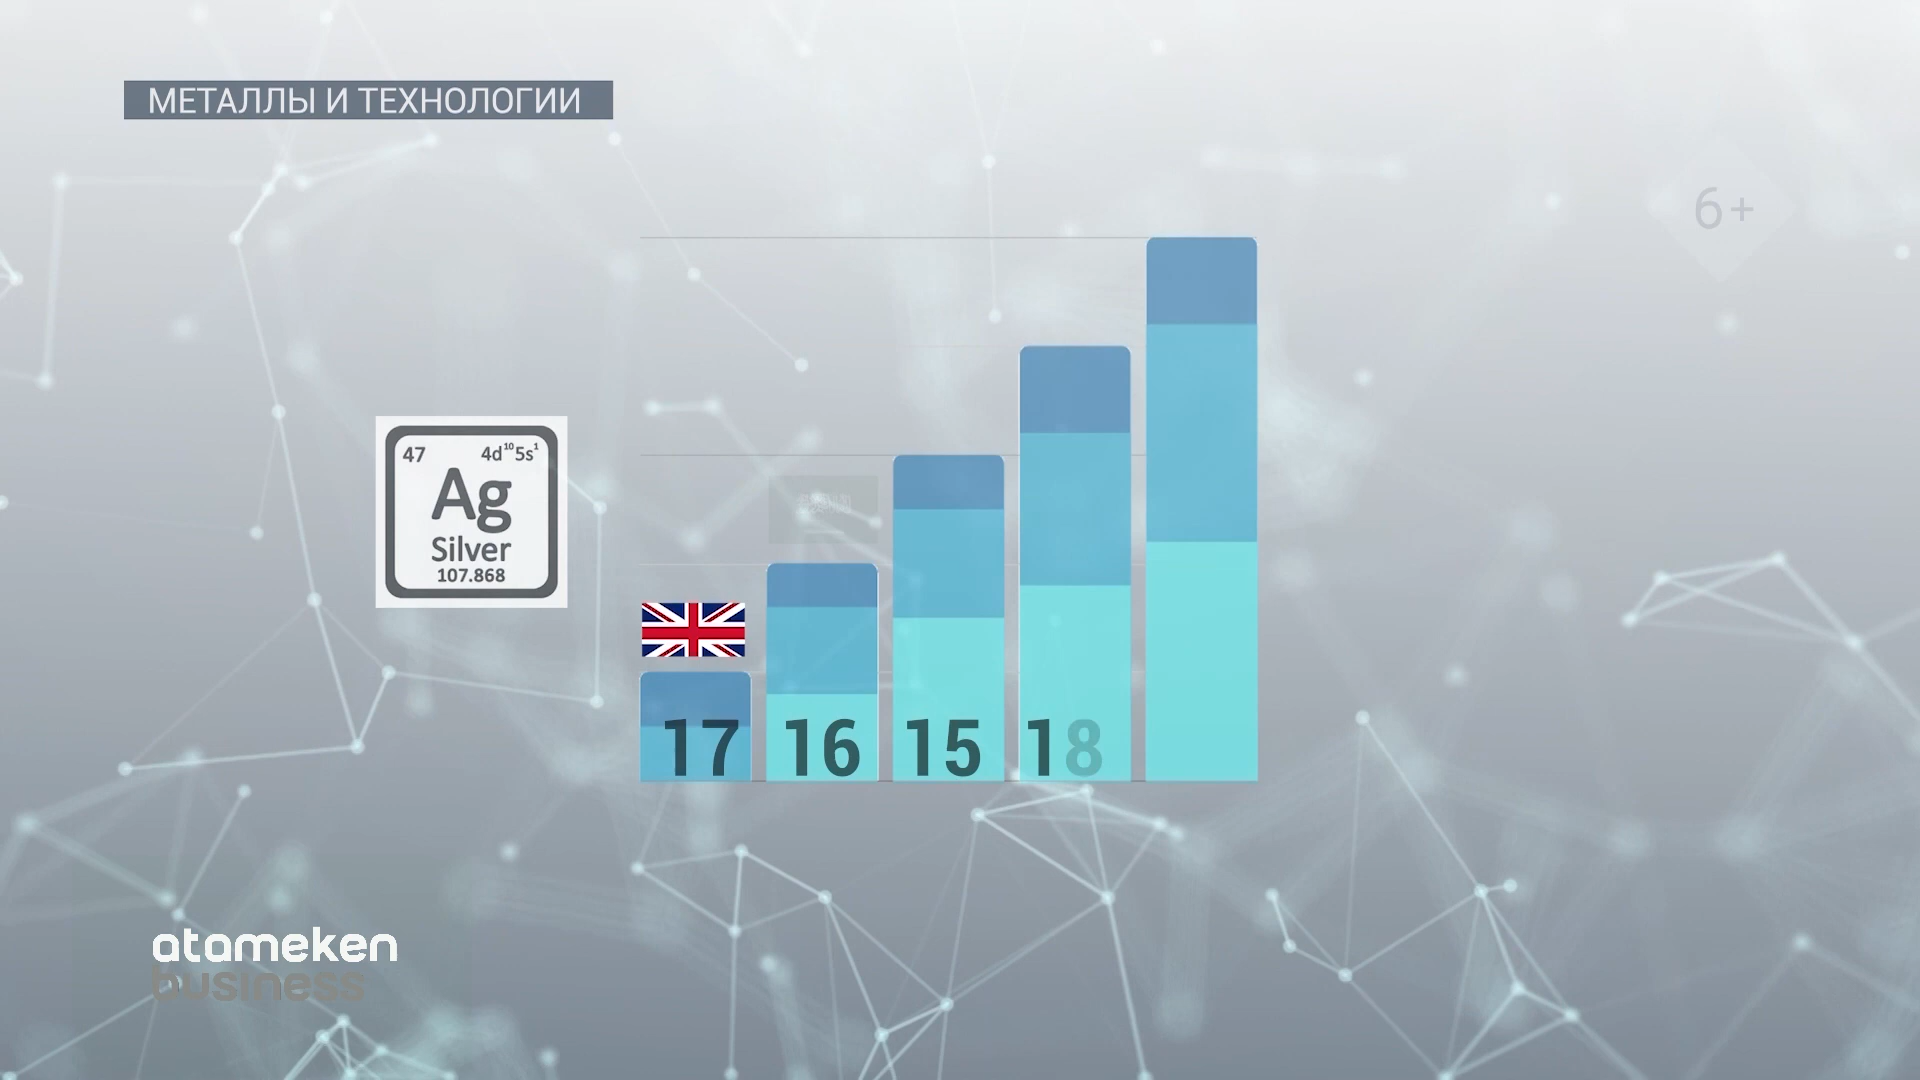 МЕТАЛЛЫ И ТЕХНОЛОГИИ
6+
47 4d¹⁰5s¹
Ag
Silver
107.868
17 16 15 18
atameken
business